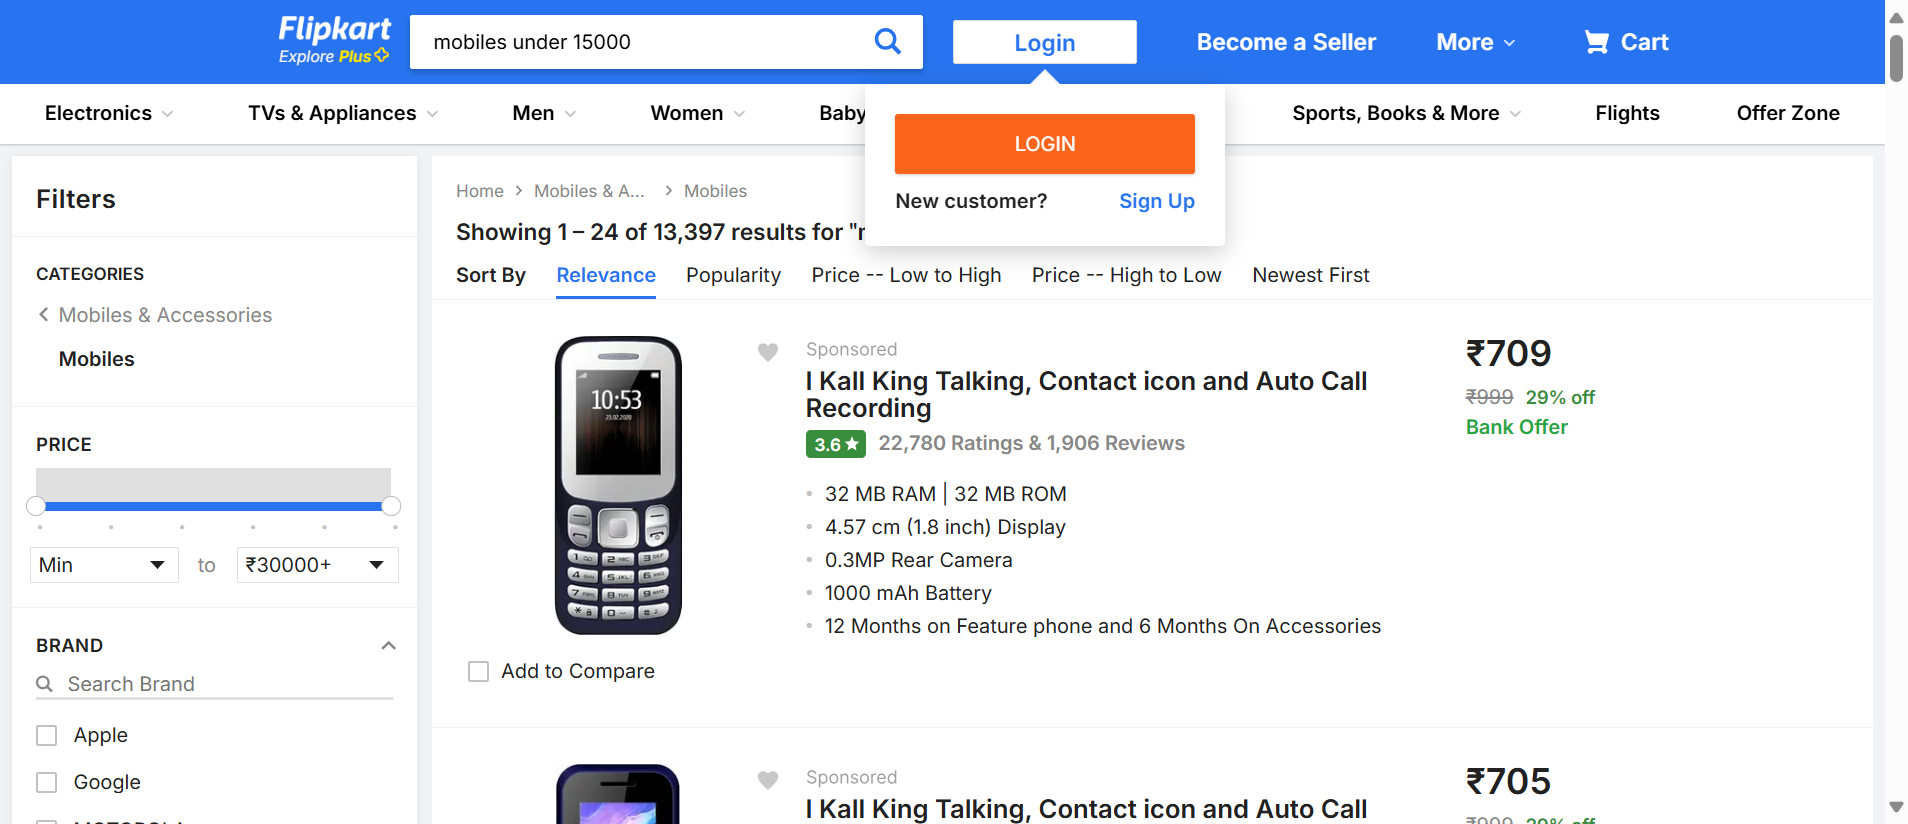 Flipkart
Explore Plus
mobiles under 15000
Login
Become a Seller
More
Cart
Electronics
TVs & Appliances
Men
Women
Baby
Sports, Books & More
Flights
Offer Zone
LOGIN
New customer? Sign Up
Filters
CATEGORIES
Mobiles & Accessories
Mobiles
PRICE
Min to ₹30000+
BRAND
Search Brand
Apple
Google
Home > Mobiles & A... > Mobiles
Showing 1 – 24 of 13,397 results for "
Sort By Relevance Popularity Price -- Low to High Price -- High to Low Newest First
10:53
23.02.2020
Sponsored
I Kall King Talking, Contact icon and Auto Call
Recording
3.6 ★ 22,780 Ratings & 1,906 Reviews
32 MB RAM | 32 MB ROM
4.57 cm (1.8 inch) Display
0.3MP Rear Camera
1000 mAh Battery
12 Months on Feature phone and 6 Months On Accessories
₹709
₹999 29% off
Bank Offer
Add to Compare
Sponsored
I Kall King Talking, Contact icon and Auto Call
₹705